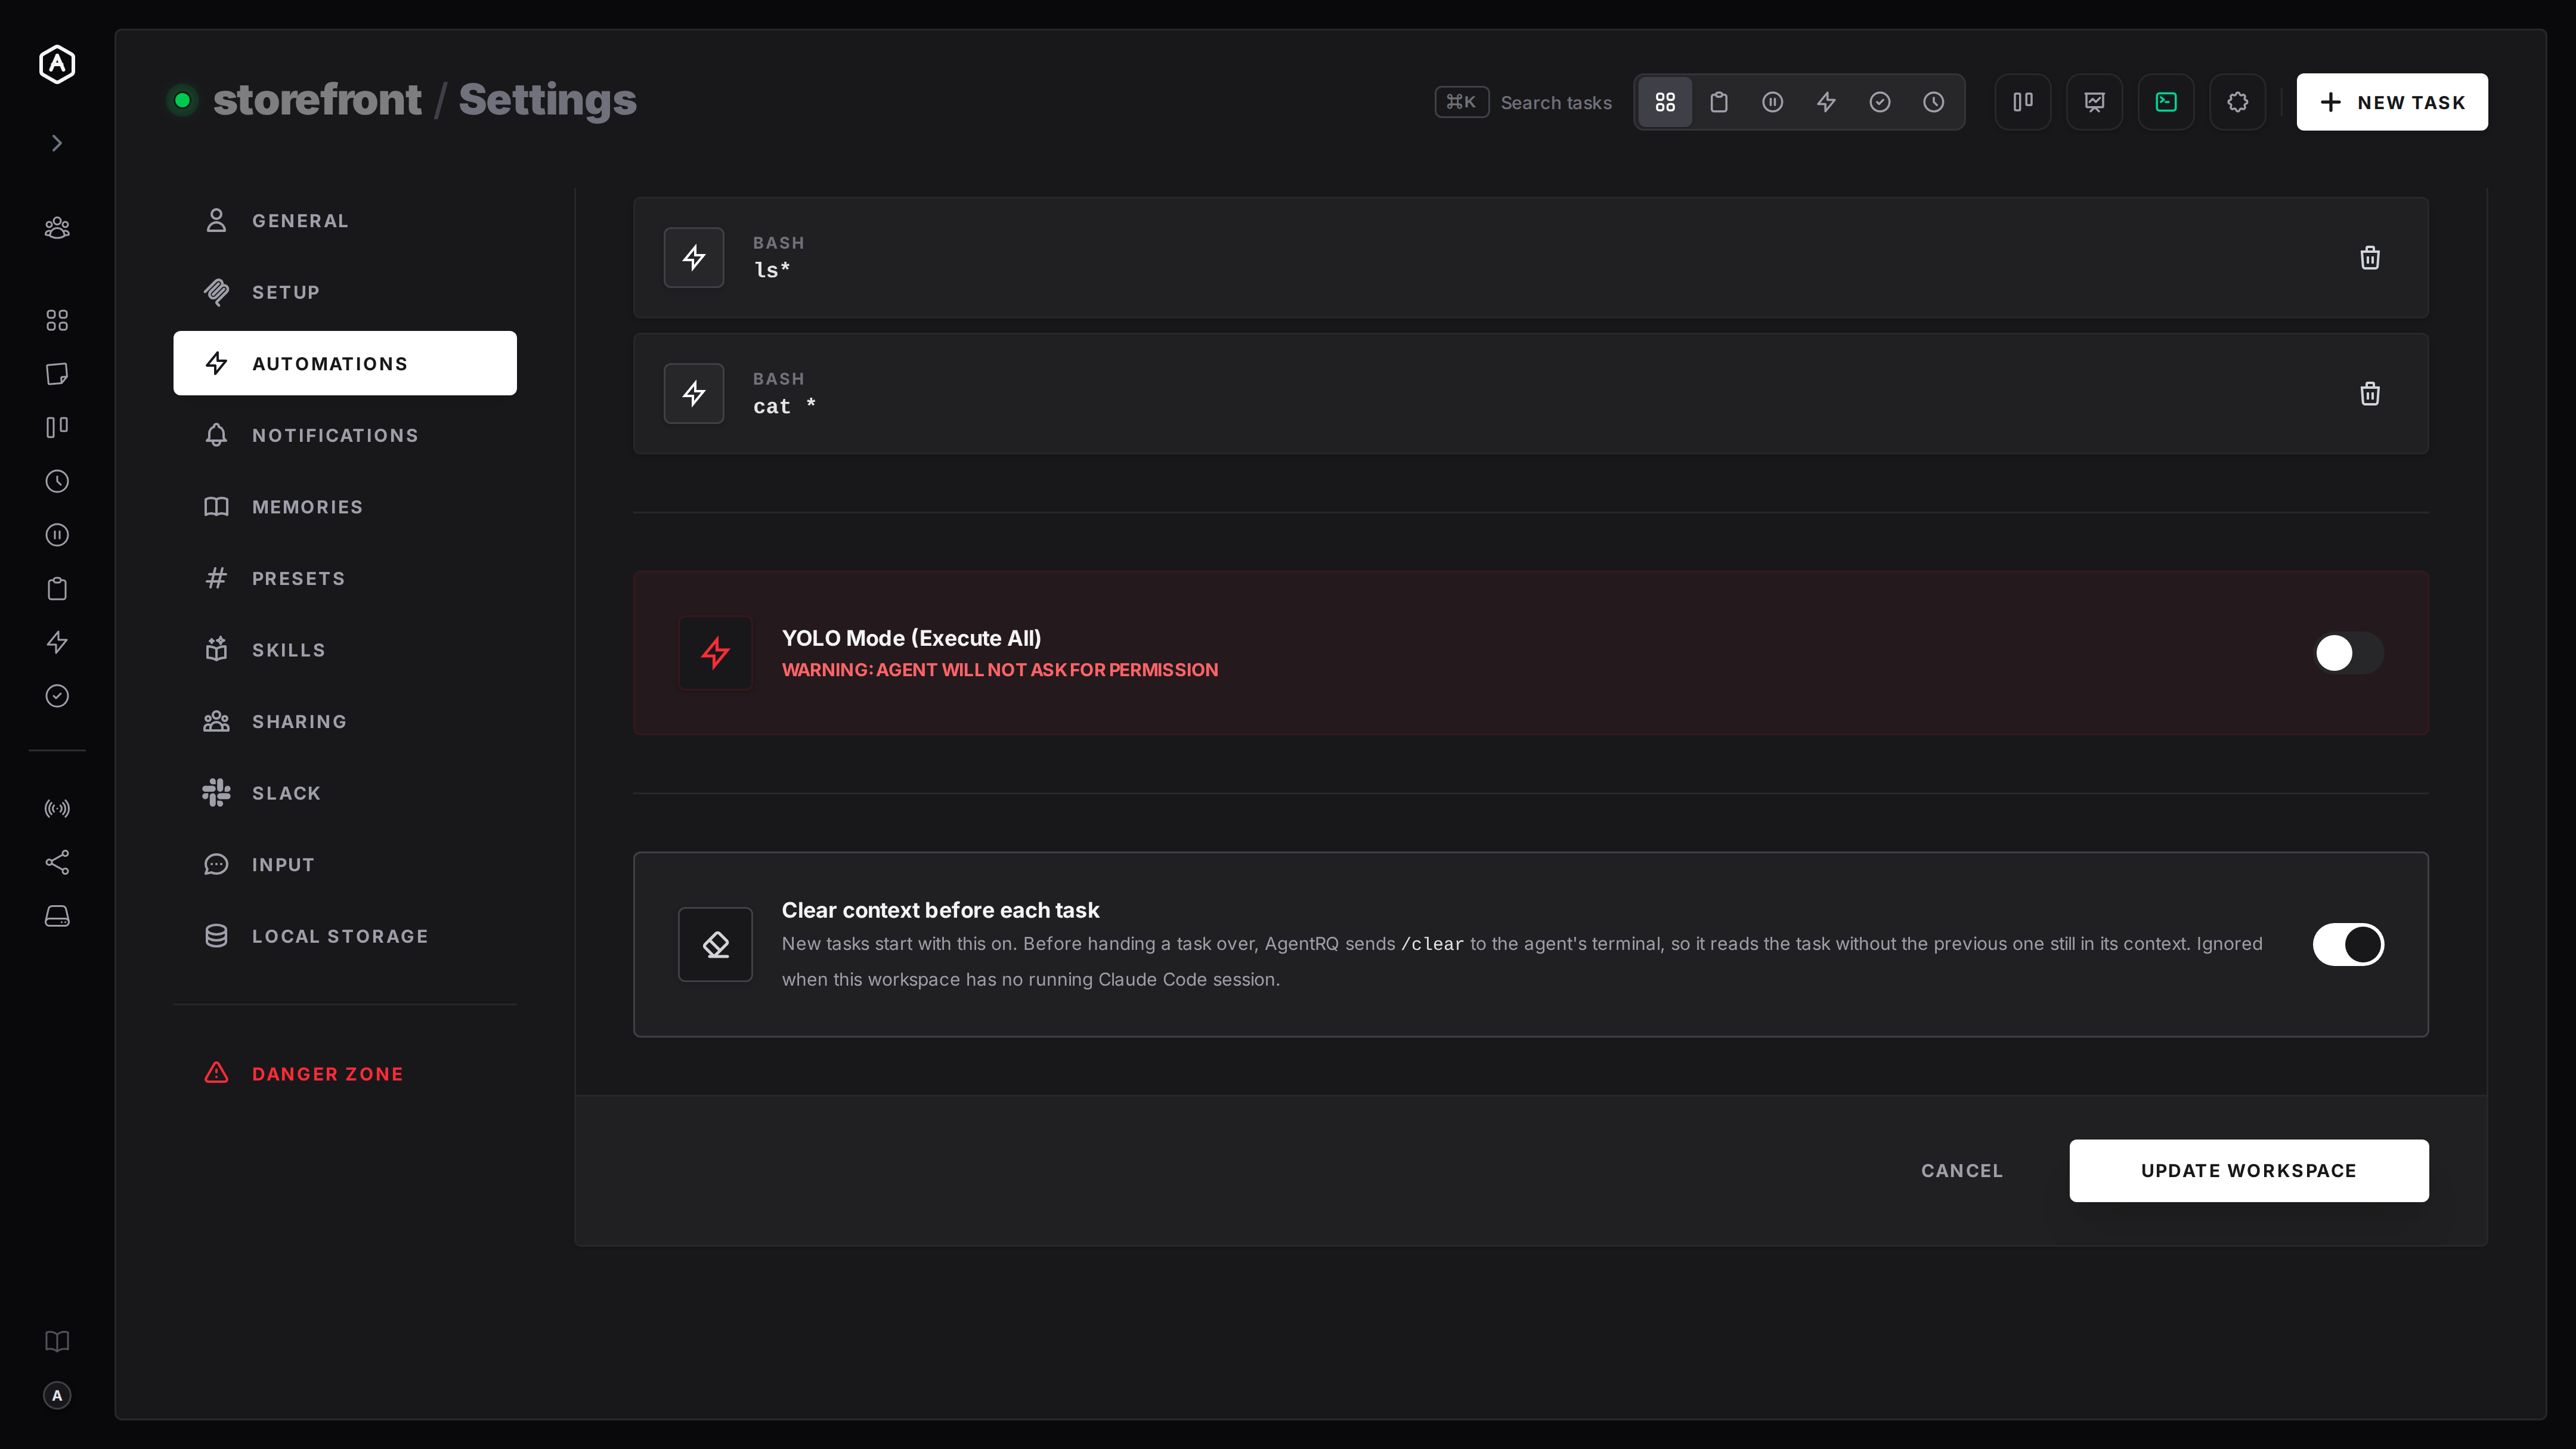 storefront / Settings
⌘K Search tasks
NEW TASK
GENERAL
SETUP
AUTOMATIONS
NOTIFICATIONS
MEMORIES
PRESETS
SKILLS
SHARING
SLACK
INPUT
LOCAL STORAGE
DANGER ZONE
BASH
ls*
BASH
cat *
YOLO Mode (Execute All)
WARNING: AGENT WILL NOT ASK FOR PERMISSION
Clear context before each task
New tasks start with this on. Before handing a task over, AgentRQ sends /clear to the agent's terminal, so it reads the task without the previous one still in its context. Ignored
when this workspace has no running Claude Code session.
CANCEL
UPDATE WORKSPACE
A